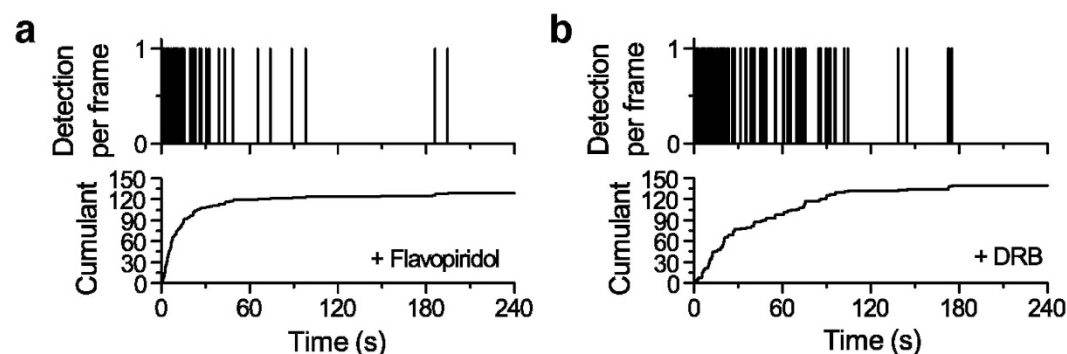 a
Detection
per frame
1
0
Cumulant
150
120
90
60
30
0
+ Flavopiridol
0 60 120 180 240
Time (s)
b
Detection
per frame
1
0
Cumulant
150
120
90
60
30
0
+ DRB
0 60 120 180 240
Time (s)